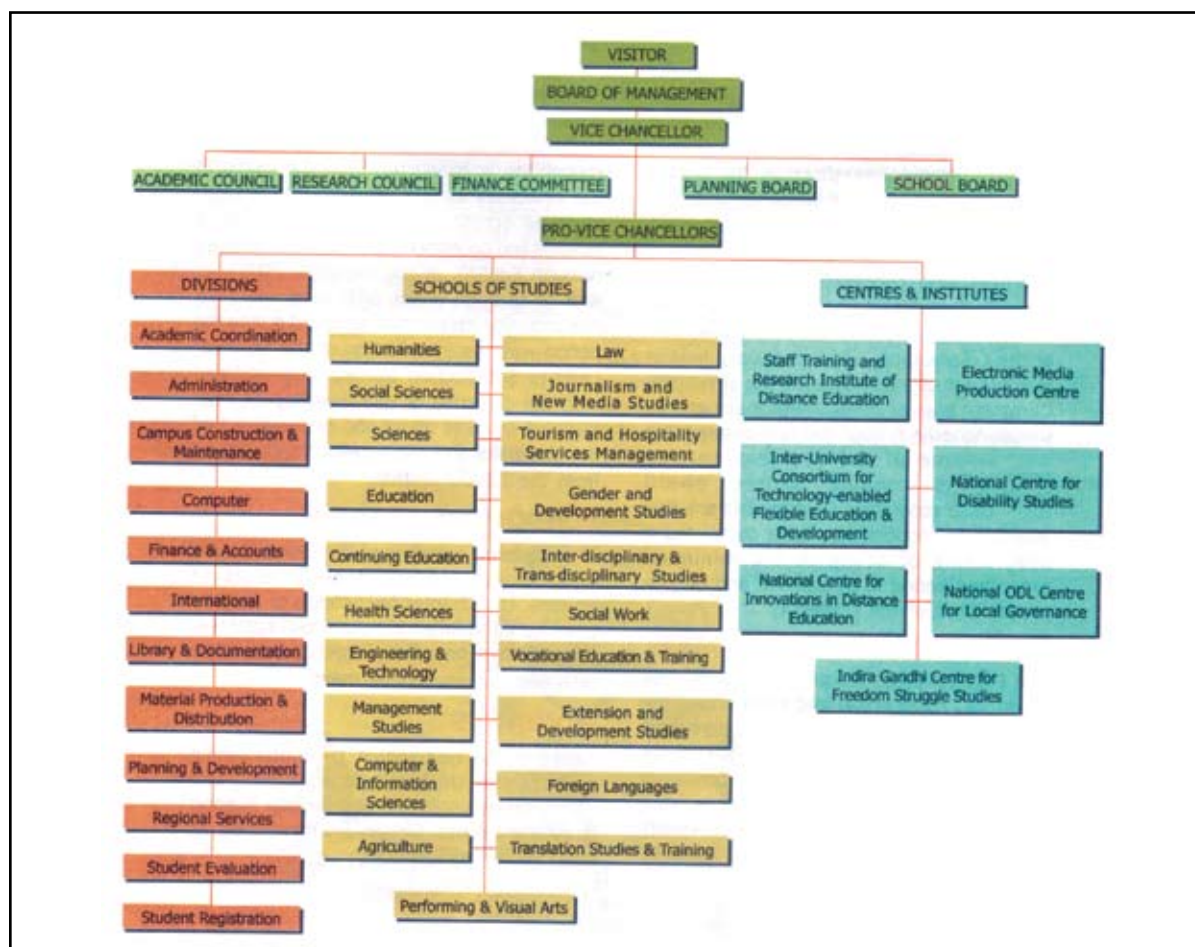 VISITOR
BOARD OF MANAGEMENT
VICE CHANCELLOR
ACADEMIC COUNCIL
RESEARCH COUNCIL
FINANCE COMMITTEE
PLANNING BOARD
SCHOOL BOARD
PRO-VICE CHANCELLORS
DIVISIONS
Academic Coordination
Administration
Campus Construction &
Maintenance
Computer
Finance & Accounts
International
Library & Documentation
Material Production &
Distribution
Planning & Development
Regional Services
Student Evaluation
Student Registration
SCHOOLS OF STUDIES
Humanities
Law
Social Sciences
Journalism and
New Media Studies
Sciences
Tourism and Hospitality
Services Management
Education
Gender and
Development Studies
Continuing Education
Inter-disciplinary &
Trans-disciplinary Studies
Health Sciences
Social Work
Engineering &
Technology
Vocational Education & Training
Management
Studies
Extension and
Development Studies
Computer &
Information
Sciences
Foreign Languages
Agriculture
Translation Studies & Training
Performing & Visual Arts
CENTRES & INSTITUTES
Staff Training and
Research Institute of
Distance Education
Electronic Media
Production Centre
Inter-University
Consortium for
Technology-enabled
Flexible Education &
Development
National Centre for
Disability Studies
National Centre for
Innovations in Distance
Education
National ODL Centre
for Local Governance
Indira Gandhi Centre for
Freedom Struggle Studies